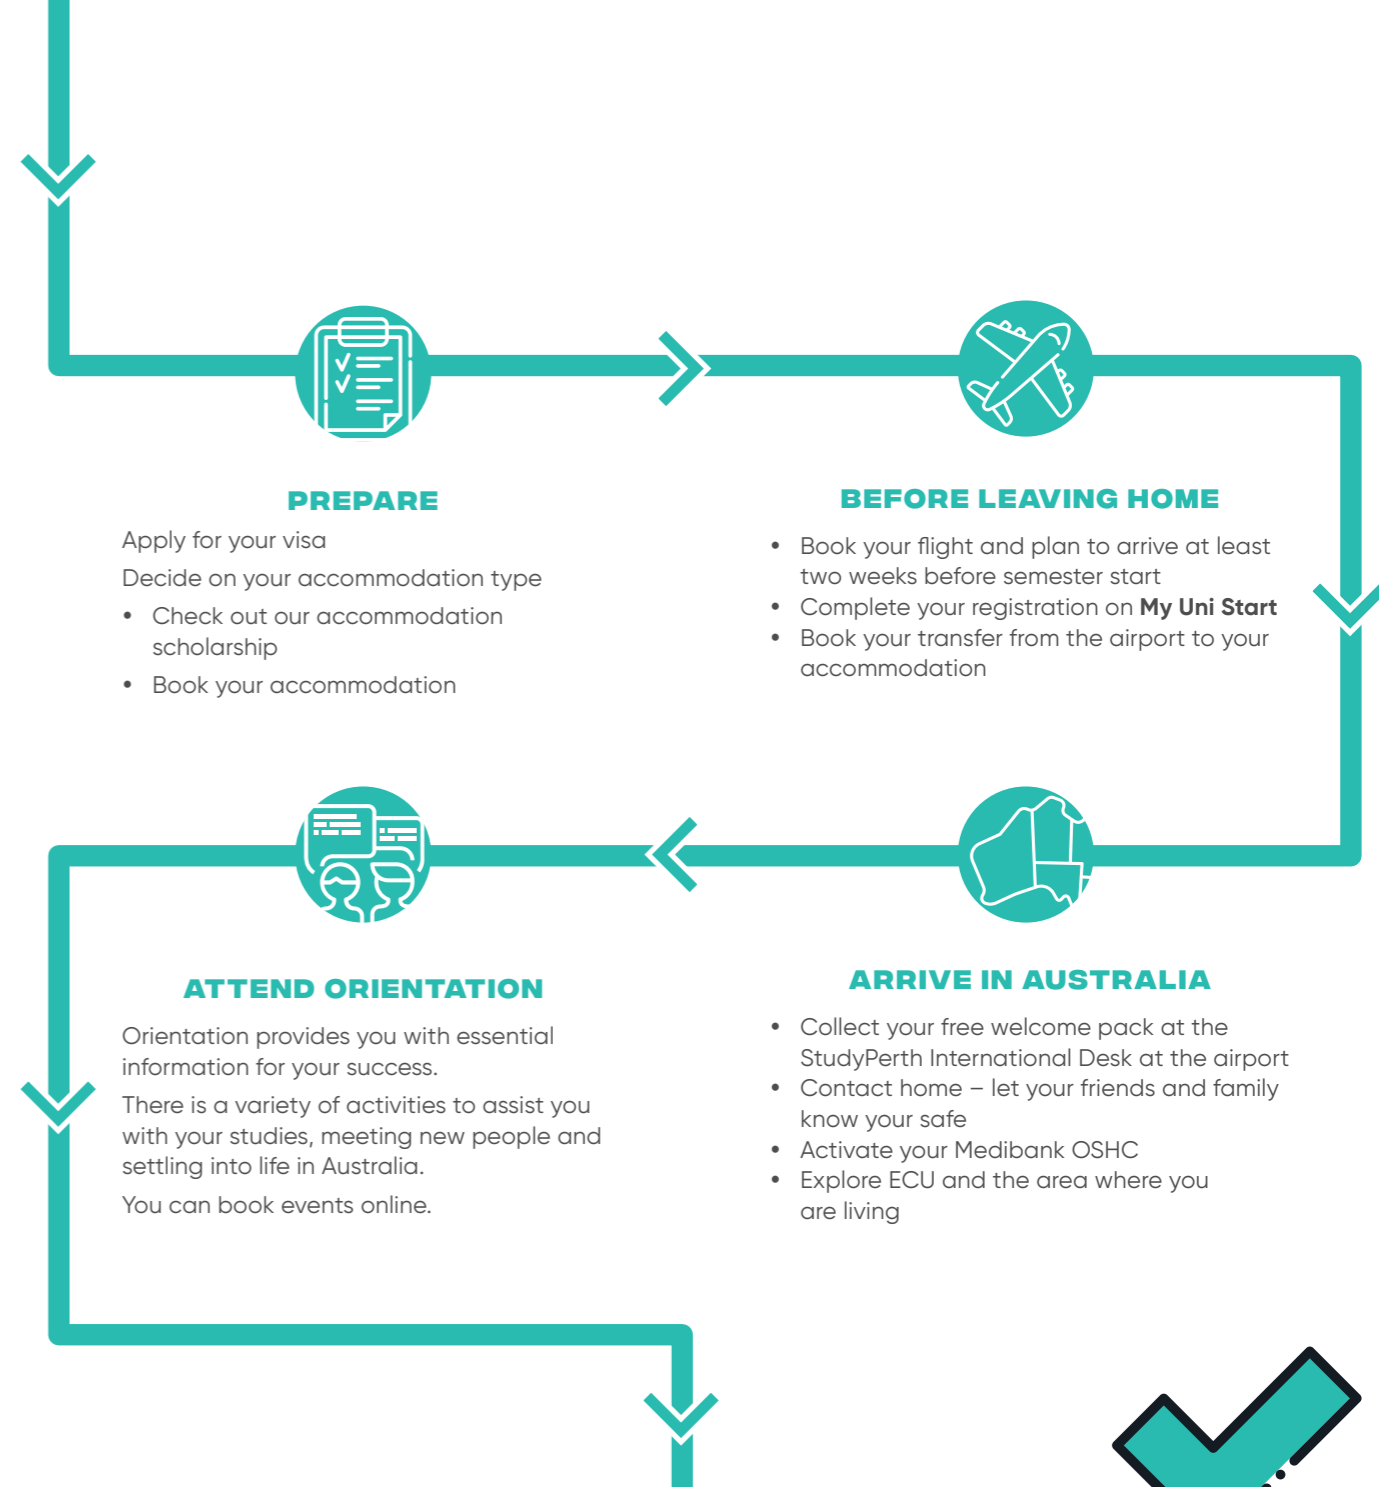 PREPARE
Apply for your visa
Decide on your accommodation type
• Check out our accommodation
scholarship
• Book your accommodation
BEFORE LEAVING HOME
• Book your flight and plan to arrive at least
two weeks before semester start
• Complete your registration on My Uni Start
• Book your transfer from the airport to your
accommodation
ARRIVE IN AUSTRALIA
• Collect your free welcome pack at the
StudyPerth International Desk at the airport
• Contact home – let your friends and family
know your safe
• Activate your Medibank OSHC
• Explore ECU and the area where you
are living
ATTEND ORIENTATION
Orientation provides you with essential
information for your success.
There is a variety of activities to assist you
with your studies, meeting new people and
settling into life in Australia.
You can book events online.